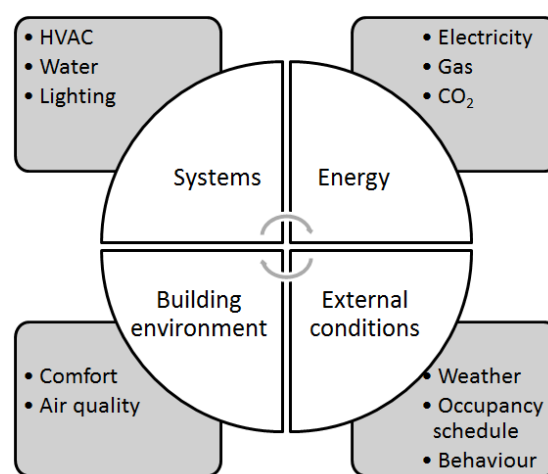 • HVAC
• Water
• Lighting
• Electricity
• Gas
• CO₂
Systems
Energy
Building
environment
External
conditions
• Comfort
• Air quality
• Weather
• Occupancy
schedule
• Behaviour